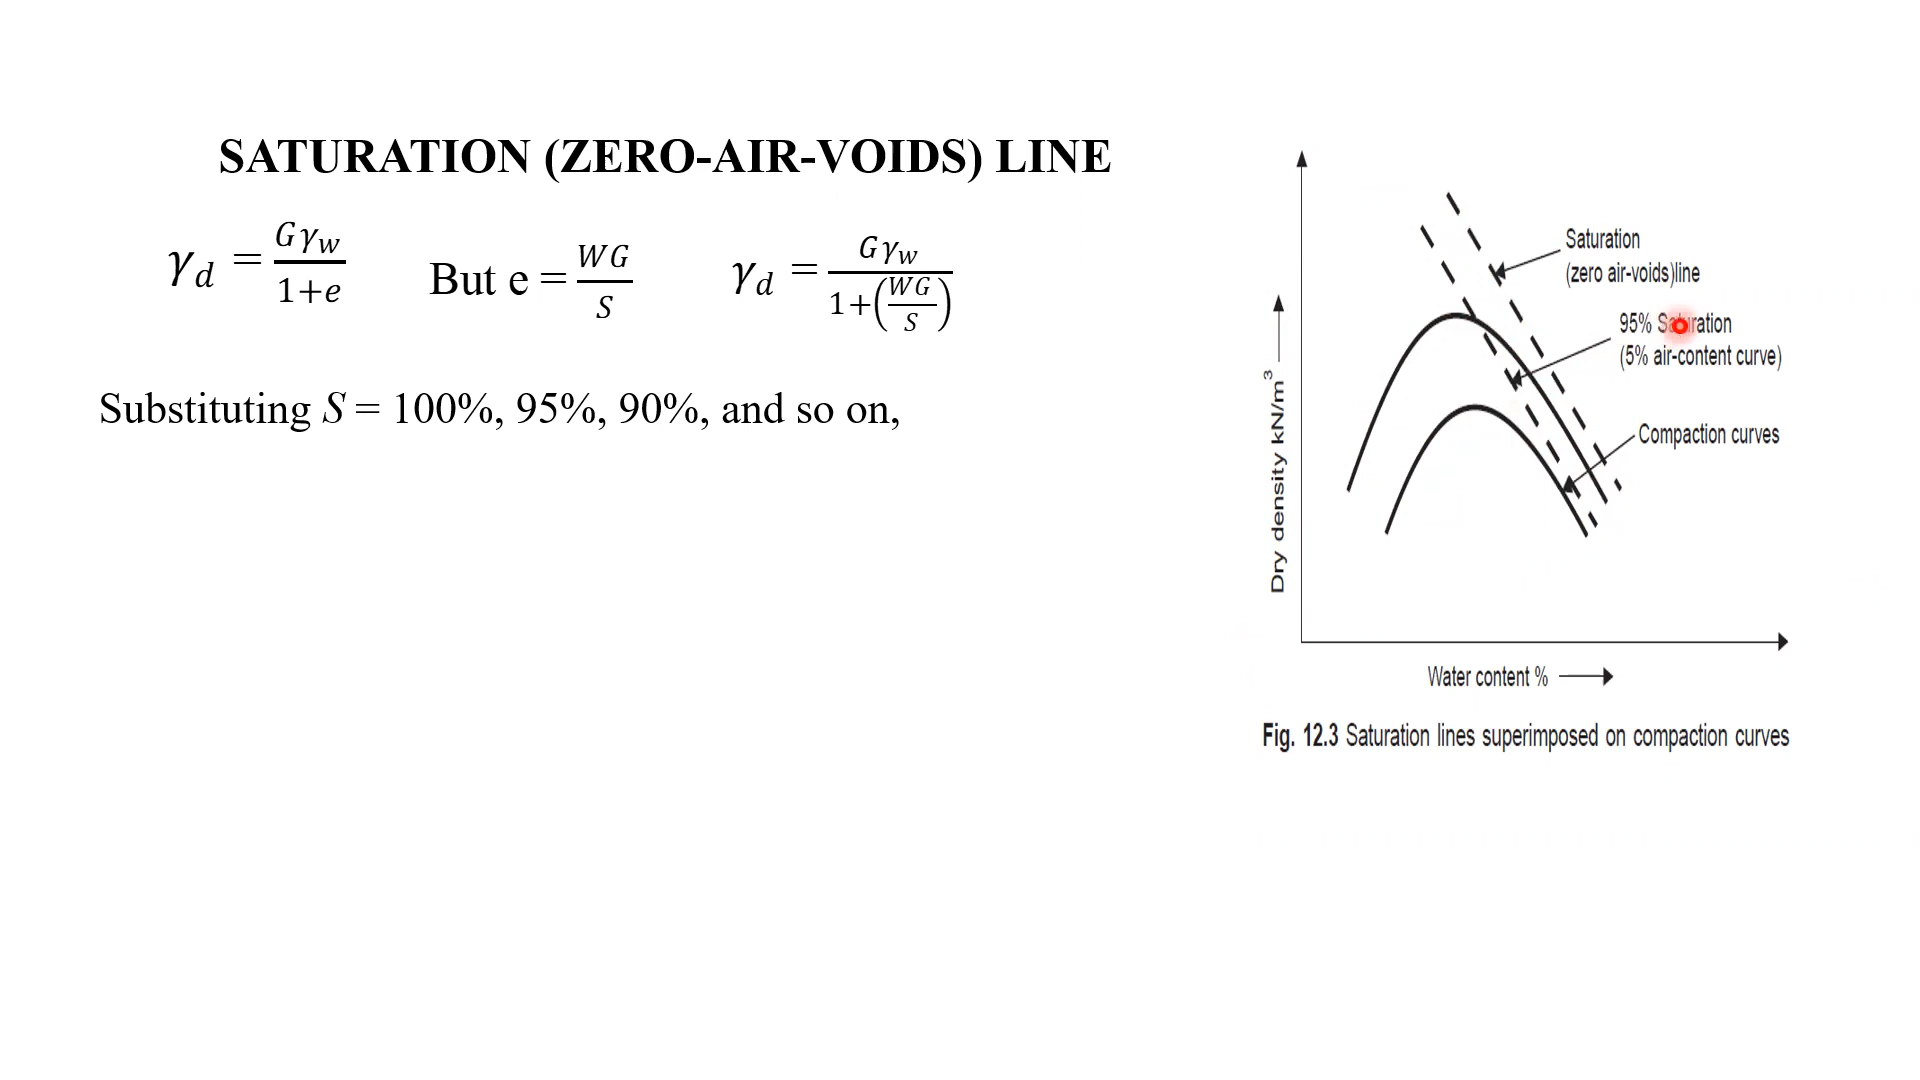 SATURATION (ZERO-AIR-VOIDS) LINE
γd = Gγw / 1+e
But e = WG / S
γd = Gγw / 1+(WG / S)
Substituting S = 100%, 95%, 90%, and so on,
Saturation
(zero air-voids)line
95% Saturation
(5% air-content curve)
Compaction curves
Dry density kN/m³
Water content %
Fig. 12.3 Saturation lines superimposed on compaction curves